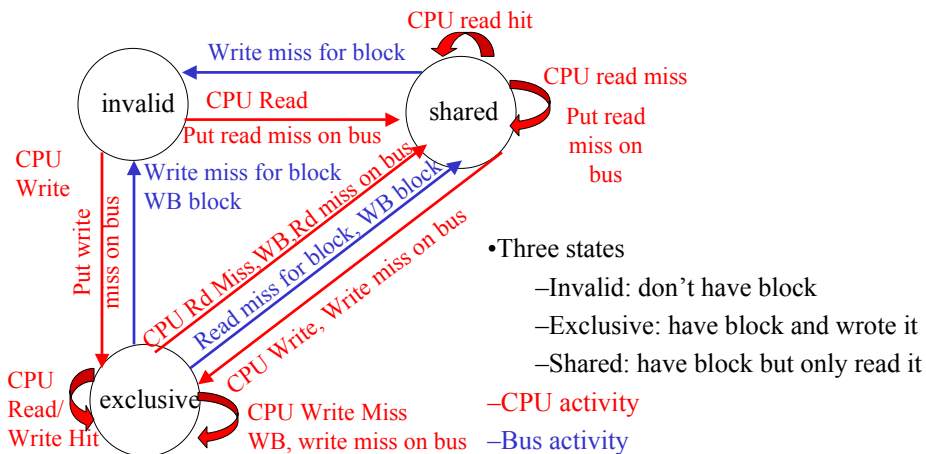 CPU read hit
Write miss for block
invalid
CPU Read
Put read miss on bus
shared
CPU read miss
Put read
miss on
bus
CPU
Write
Put write
miss on bus
Write miss for block
WB block
CPU Rd Miss,WB,Rd miss on bus
Read miss for block, WB block
CPU Write, Write miss on bus
•Three states
–Invalid: don't have block
–Exclusive: have block and wrote it
–Shared: have block but only read it
–CPU activity
–Bus activity
CPU
Read/
Write Hit
exclusive
CPU Write Miss
WB, write miss on bus